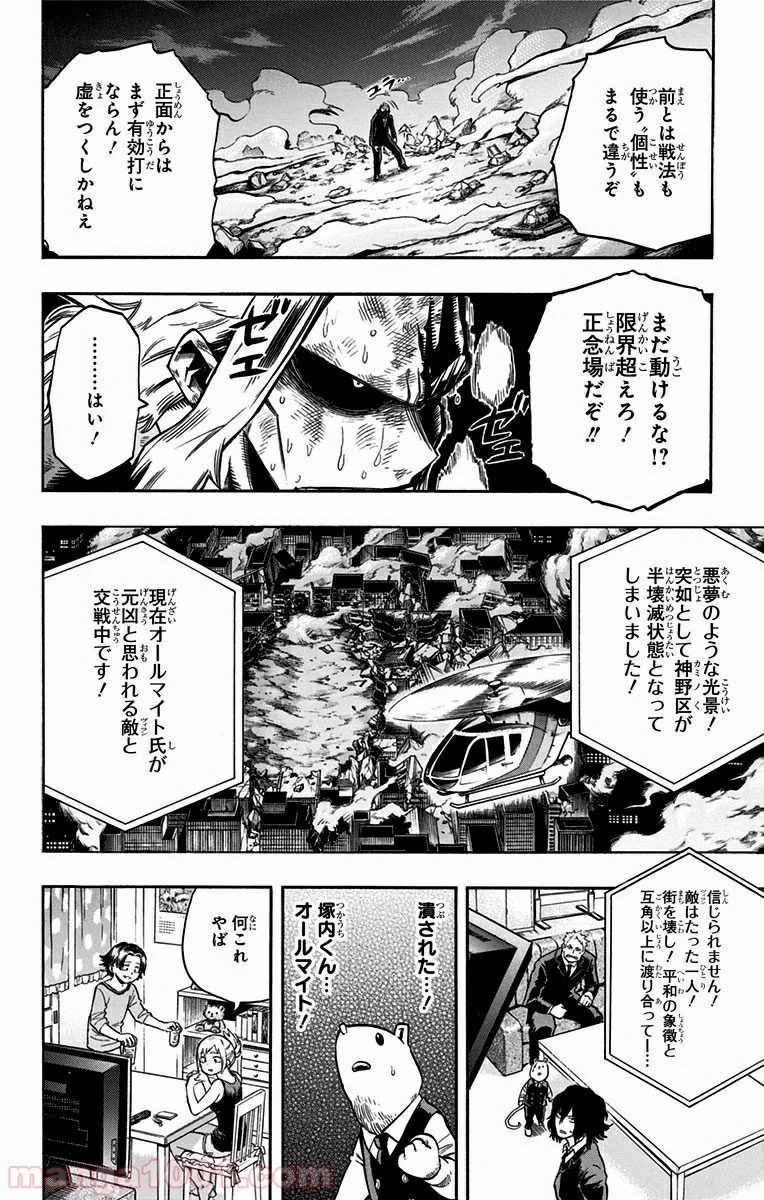 前とは戦法も
使う〝個性〟も
まるで違うぞ
正面からは
まず有効打に
ならん!
虚をつくしかねえ
ユラ…
まだ動けるな!?
限界超えろ!
正念場だぞ!!
ゼェ
ゼェ
………はい!
悪夢のような光景!
突如として神野区が
半壊滅状態となって
しまいました!
現在オールマイト氏が
元凶と思われる敵と
交戦中です!
信じられません!
敵はたった一人!
街を壊し!平和の象徴と
互角以上に渡り合って—…
潰された…!
塚内くん…
オールマイト!
何これ
やば